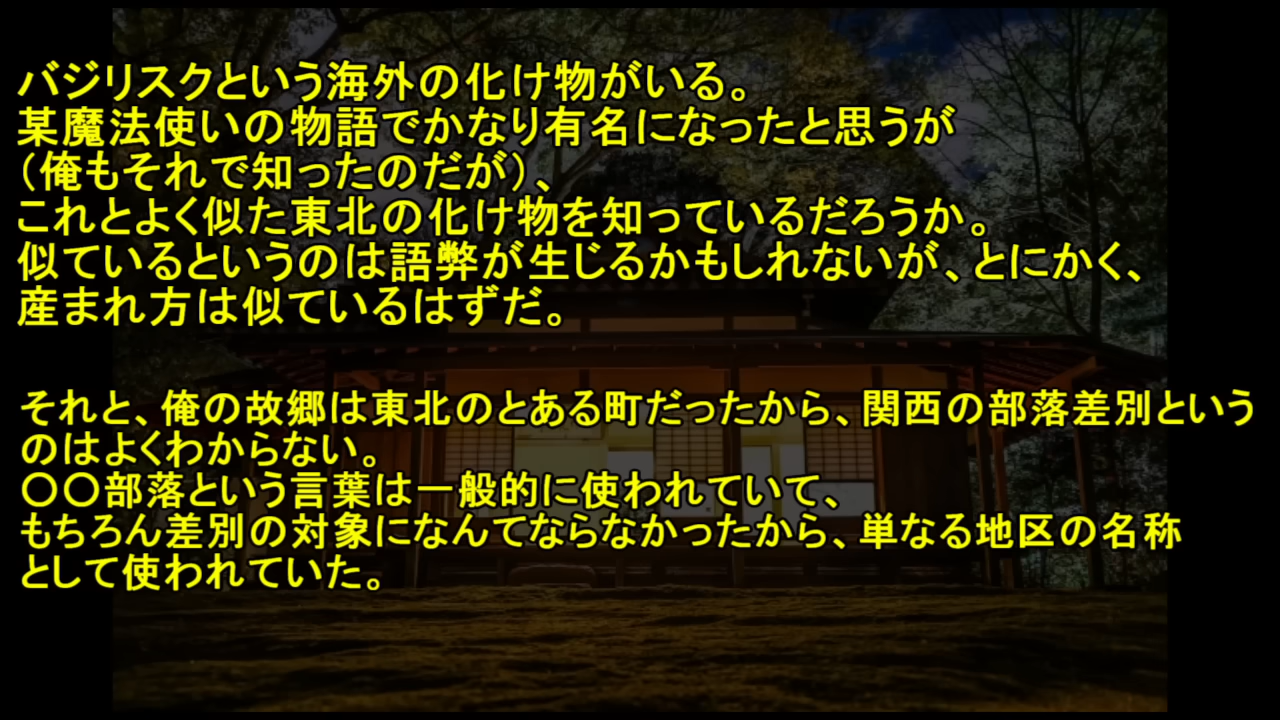 バジリスクという海外の化け物がいる。
某魔法使いの物語でかなり有名になったと思うが
（俺もそれで知ったのだが）、
これとよく似た東北の化け物を知っているだろうか。
似ているというのは語弊が生じるかもしれないが、とにかく、
産まれ方は似ているはずだ。
それと、俺の故郷は東北のとある町だったから、関西の部落差別という
のはよくわからない。
〇〇部落という言葉は一般的に使われていて、
もちろん差別の対象になんてならなかったから、単なる地区の名称
として使われていた。